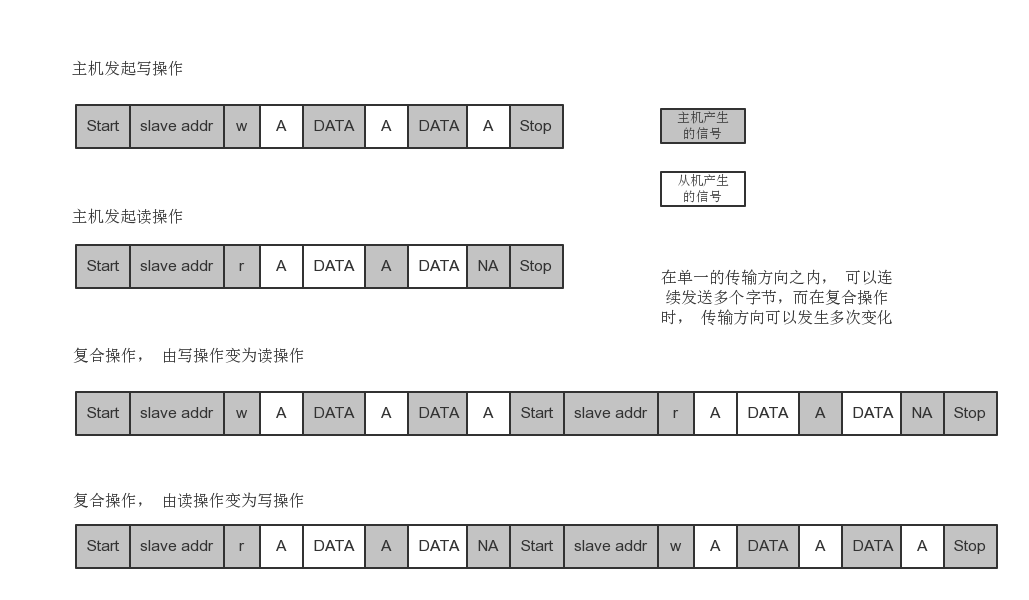 主机发起写操作
Start slave addr w A DATA A DATA A Stop
主机产生
的信号
从机产生
的信号
主机发起读操作
Start slave addr r A DATA A DATA NA Stop
在单一的传输方向之内， 可以连
续发送多个字节，而在复合操作
时， 传输方向可以发生多次变化
复合操作， 由写操作变为读操作
Start slave addr w A DATA A DATA A Start slave addr r A DATA A DATA NA Stop
复合操作， 由读操作变为写操作
Start slave addr r A DATA A DATA NA Start slave addr w A DATA A DATA A Stop